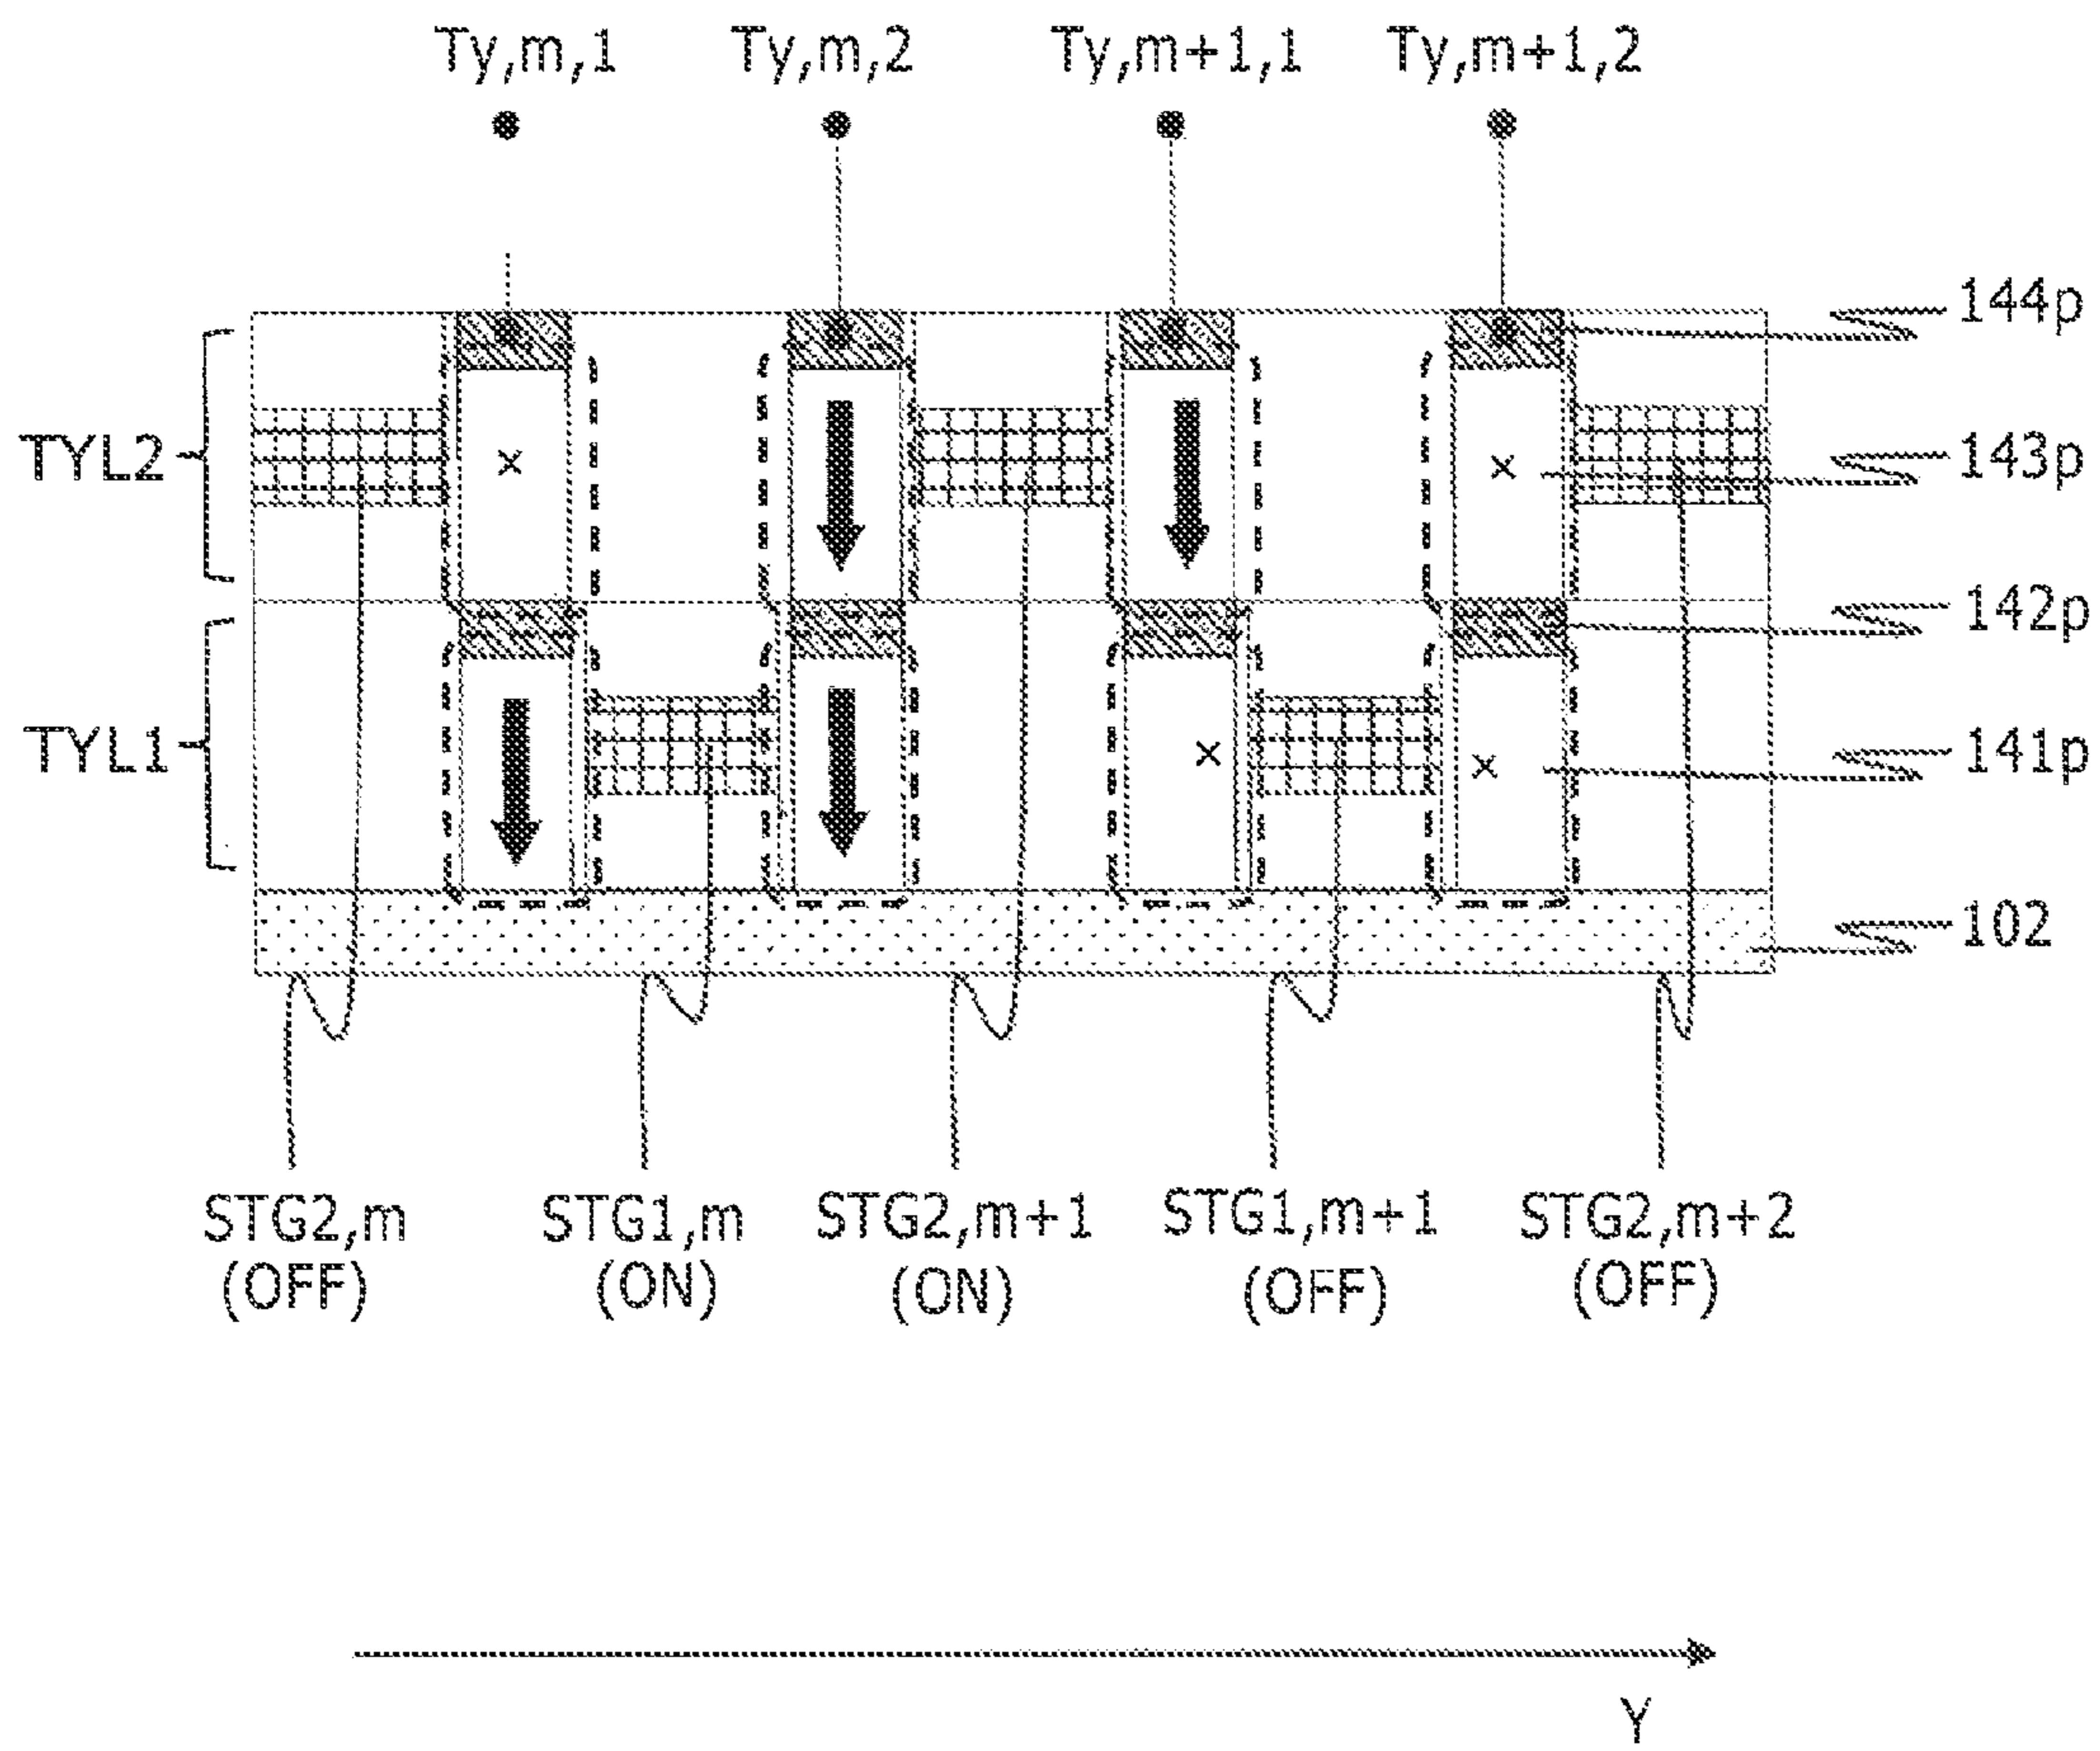 Ty,m,1 Ty,m,2 Ty,m+1,1 Ty,m+1,2
144p
TYL2
143p
142p
TYL1
141p
102
STG2,m STG1,m STG2,m+1 STG1,m+1 STG2,m+2
(OFF) (ON) (ON) (OFF) (OFF)
Y